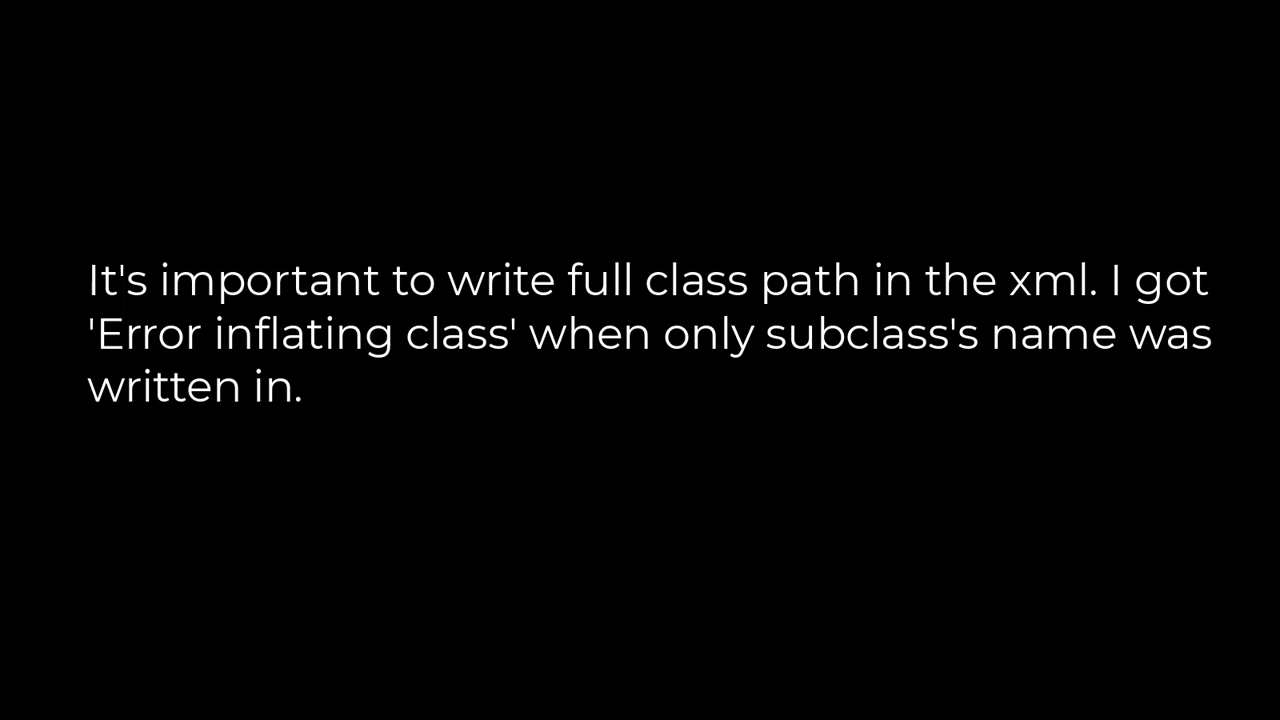 It's important to write full class path in the xml. I got
'Error inflating class' when only subclass's name was
written in.